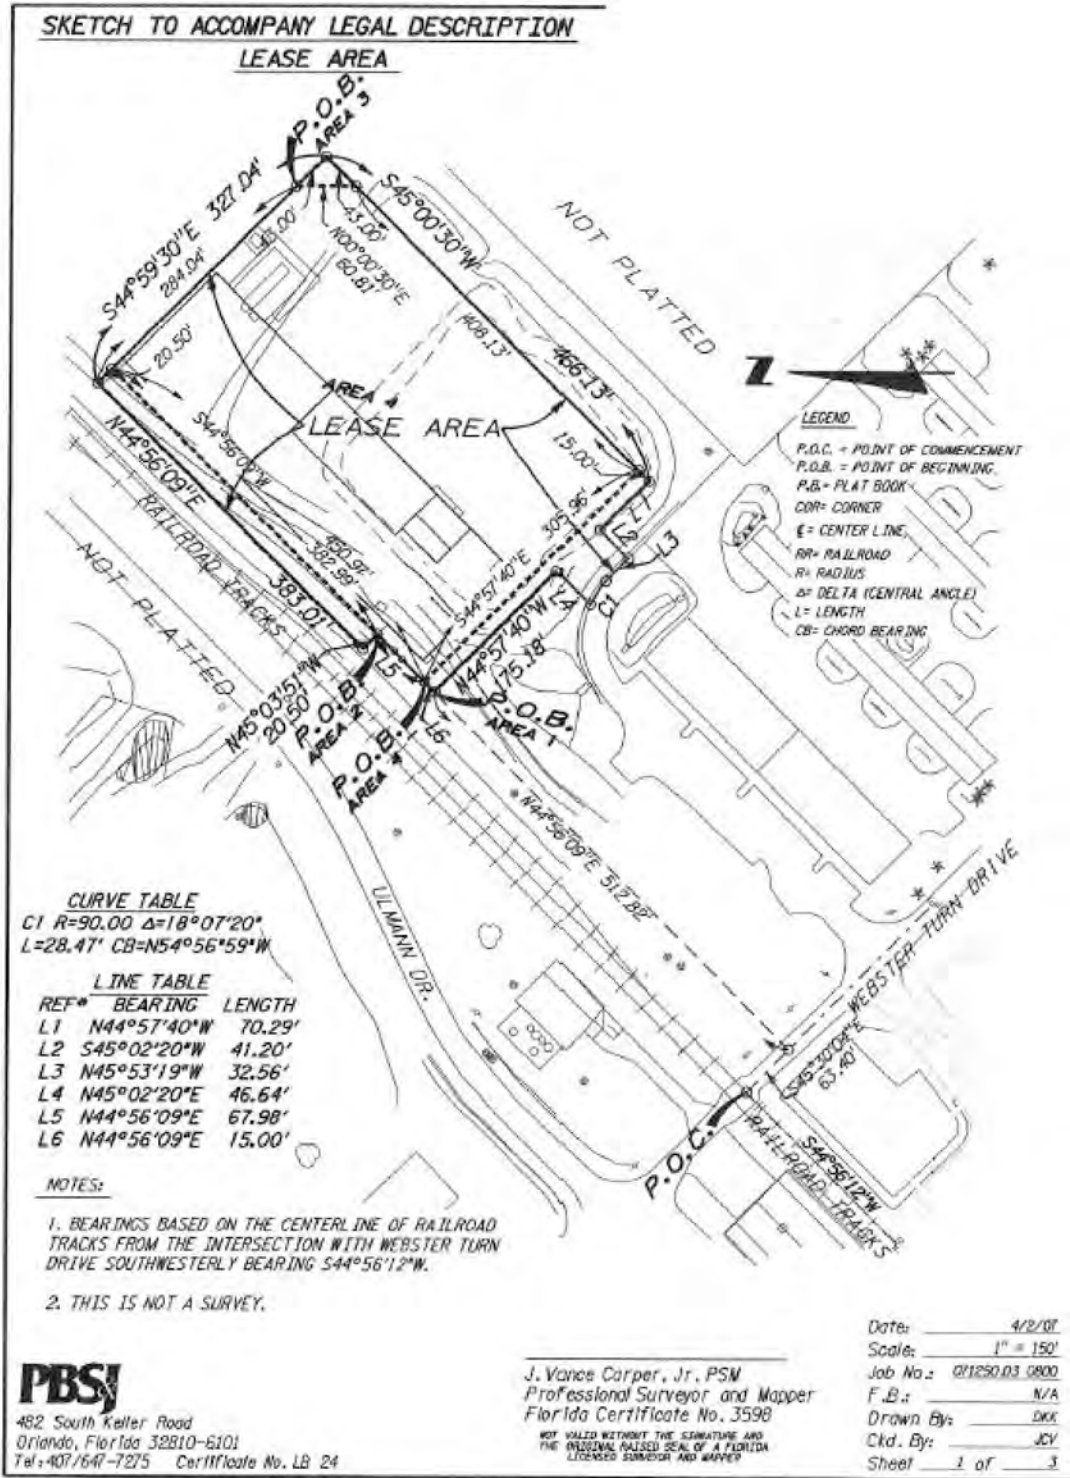 SKETCH TO ACCOMPANY LEGAL DESCRIPTION
LEASE AREA
P.O.B.
AREA 3
S44°59'30"E 327.04'
284.04'
43.00'
43.00'
N00°00'30"E
60.81'
S45°00'30"W
466.13'
408.13'
15.00'
20.50'
NOT PLATTED
AREA 4
LEASE AREA
S44°56'09"W
450.97'
382.99'
N44°56'09"E
383.01'
RAILROAD TRACKS
NOT PLATTED
S44°57'40"E
L1
L2
L3
L4
C1
N44°57'40"W
175.18'
L5
L6
N45°03'51"W
20.50'
P.O.B.
AREA 2
P.O.B.
AREA 4
P.O.B.
AREA 1
Z
LEGEND
P.O.C. = POINT OF COMMENCEMENT
P.O.B. = POINT OF BEGINNING
P.B.= PLAT BOOK
COR= CORNER
℄ = CENTER LINE
RR= RAILROAD
R= RADIUS
Δ= DELTA (CENTRAL ANGLE)
L= LENGTH
CB= CHORD BEARING
N44°56'09"E 512.82'
ULMANN DR.
WEBSTER TURN DRIVE
S45°30'04"E
63.40'
P.O.C.
S44°56'12"W
RAILROAD TRACKS
CURVE TABLE
C1 R=90.00 Δ=18°07'20"
L=28.47' CB=N54°56"59"W
LINE TABLE
REF# BEARING LENGTH
L1 N44°57'40"W 70.29'
L2 S45°02'20"W 41.20'
L3 N45°53'19"W 32.56'
L4 N45°02'20"E 46.64'
L5 N44°56'09"E 67.98'
L6 N44°56'09"E 15.00'
NOTES:
1. BEARINGS BASED ON THE CENTERLINE OF RAILROAD
TRACKS FROM THE INTERSECTION WITH WEBSTER TURN
DRIVE SOUTHWESTERLY BEARING S44°56'12"W.
2. THIS IS NOT A SURVEY.
PBSJ
482 South Keller Road
Orlando, Florida 32810-6101
Tel: 407/647-7275 Certificate No. LB 24
J. Vance Carper, Jr. PSM
Professional Surveyor and Mapper
Florida Certificate No. 3598
NOT VALID WITHOUT THE SIGNATURE AND
THE ORIGINAL RAISED SEAL OF A FLORIDA
LICENSED SURVEYOR AND MAPPER
Date: 4/2/07
Scale: 1" = 150'
Job No.: 071250.03 0800
F.B.: N/A
Drawn By: DKK
Ckd. By: JCV
Sheet 1 of 3